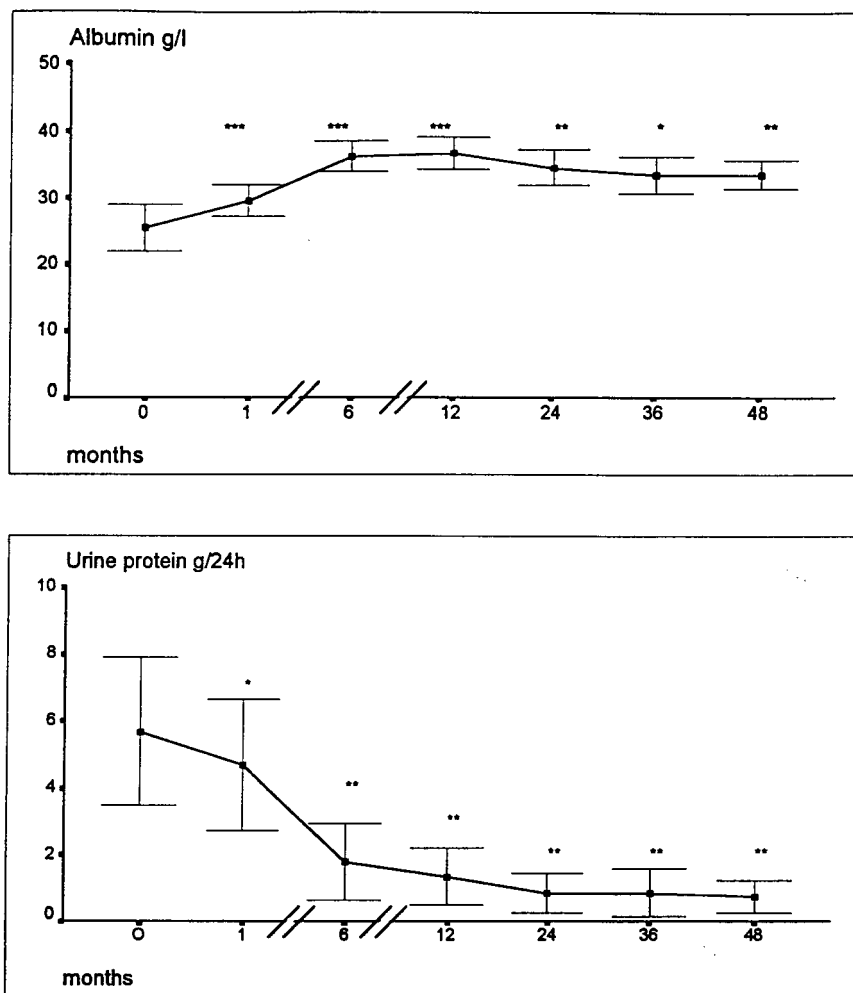 Albumin g/l
50
*** *** *** ** * **
40
30
20
10
0
0 1 6 12 24 36 48
months
Urine protein g/24h
10
8
*
6
4
** ** ** ** **
2
0
O 1 6 12 24 36 48
months